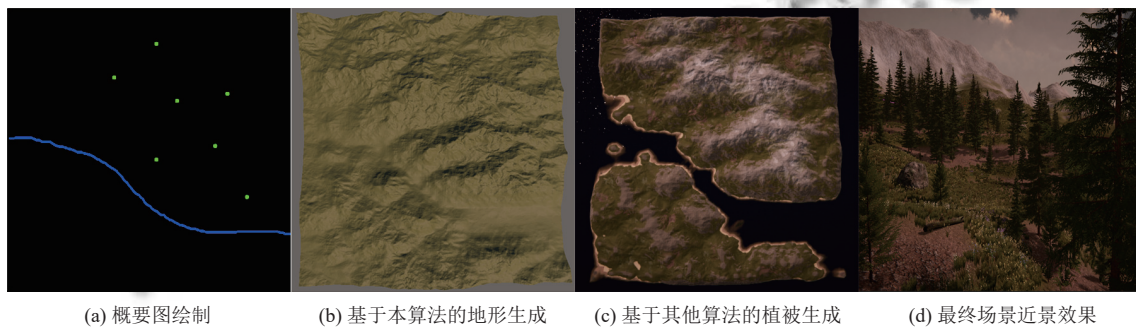 (a) 概要图绘制
(b) 基于本算法的地形生成
(c) 基于其他算法的植被生成
(d) 最终场景近景效果